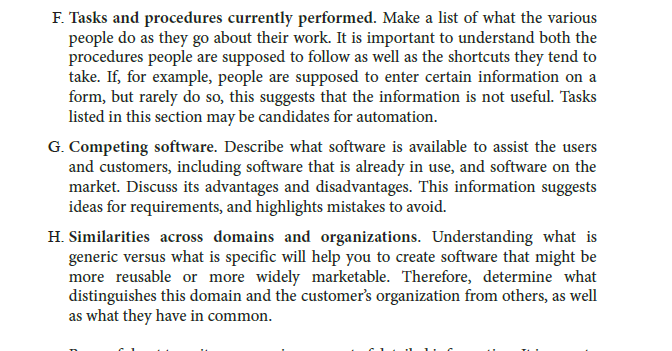 F. Tasks and procedures currently performed. Make a list of what the various
people do as they go about their work. It is important to understand both the
procedures people are supposed to follow as well as the shortcuts they tend to
take. If, for example, people are supposed to enter certain information on a
form, but rarely do so, this suggests that the information is not useful. Tasks
listed in this section may be candidates for automation.
G. Competing software. Describe what software is available to assist the users
and customers, including software that is already in use, and software on the
market. Discuss its advantages and disadvantages. This information suggests
ideas for requirements, and highlights mistakes to avoid.
H. Similarities across domains and organizations. Understanding what is
generic versus what is specific will help you to create software that might be
more reusable or more widely marketable. Therefore, determine what
distinguishes this domain and the customer's organization from others, as well
as what they have in common.